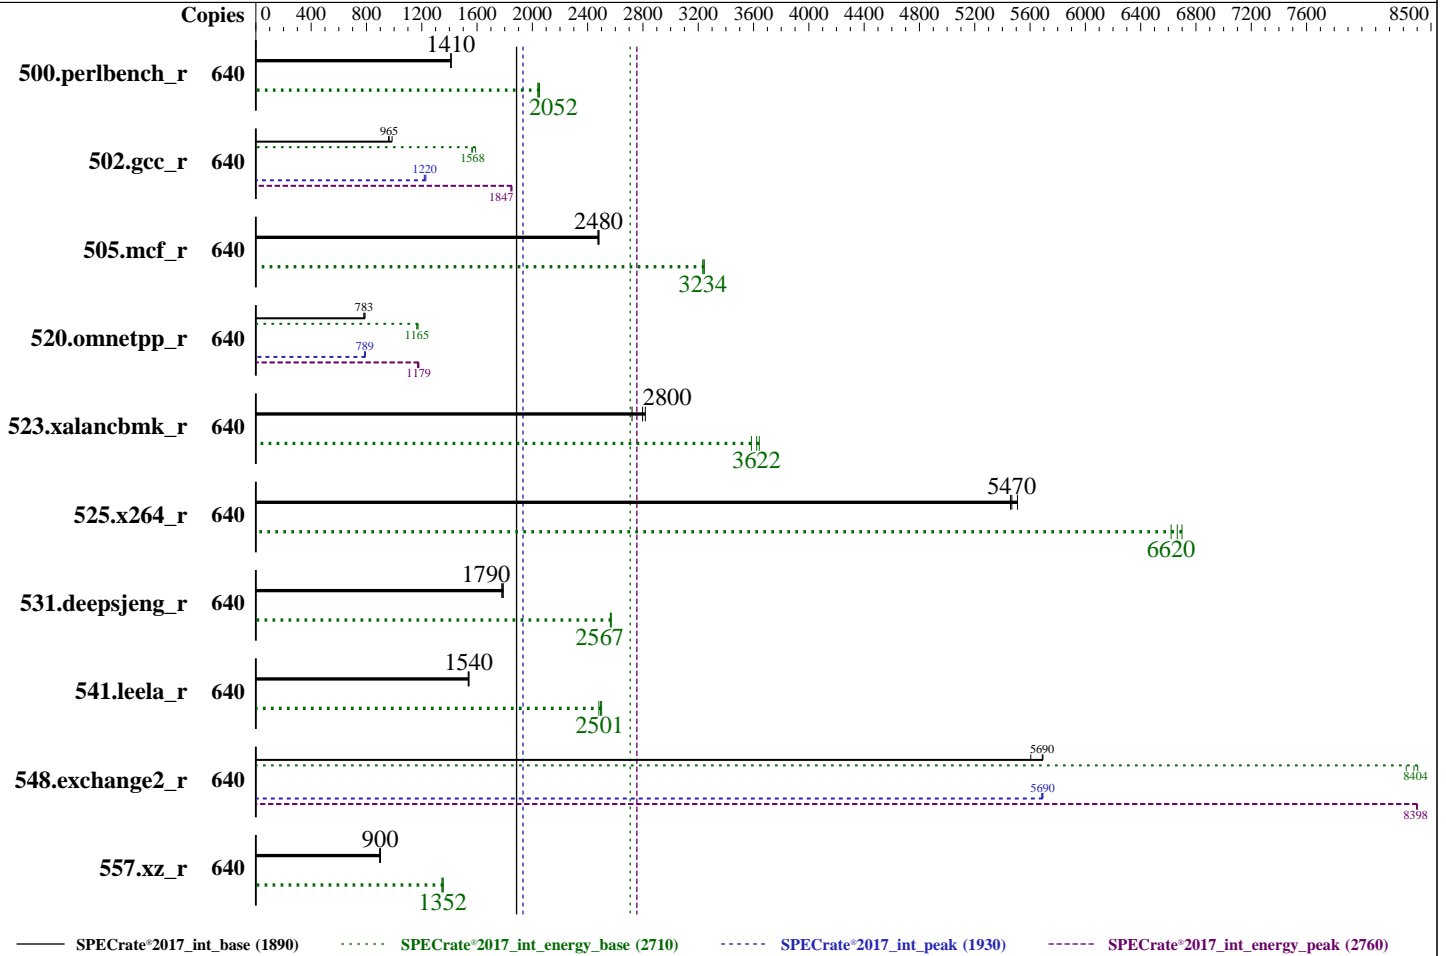 Copies 0 400 800 1200 1600 2000 2400 2800 3200 3600 4000 4400 4800 5200 5600 6000 6400 6800 7200 7600 8500
1410
500.perlbench_r 640
2052
965
1568
502.gcc_r 640
1220
1847
2480
505.mcf_r 640
3234
783
1165
520.omnetpp_r 640
789
1179
2800
523.xalancbmk_r 640
3622
5470
525.x264_r 640
6620
1790
531.deepsjeng_r 640
2567
1540
541.leela_r 640
2501
5690
8404
548.exchange2_r 640
5690
8398
900
557.xz_r 640
1352
SPECrate®2017_int_base (1890) SPECrate®2017_int_energy_base (2710) SPECrate®2017_int_peak (1930) SPECrate®2017_int_energy_peak (2760)